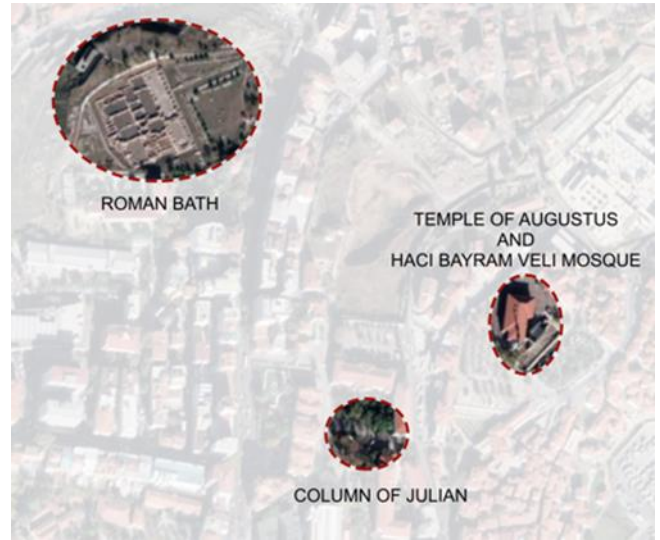 ROMAN BATH
TEMPLE OF AUGUSTUS
AND
HACI BAYRAM VELI MOSQUE
COLUMN OF JULIAN